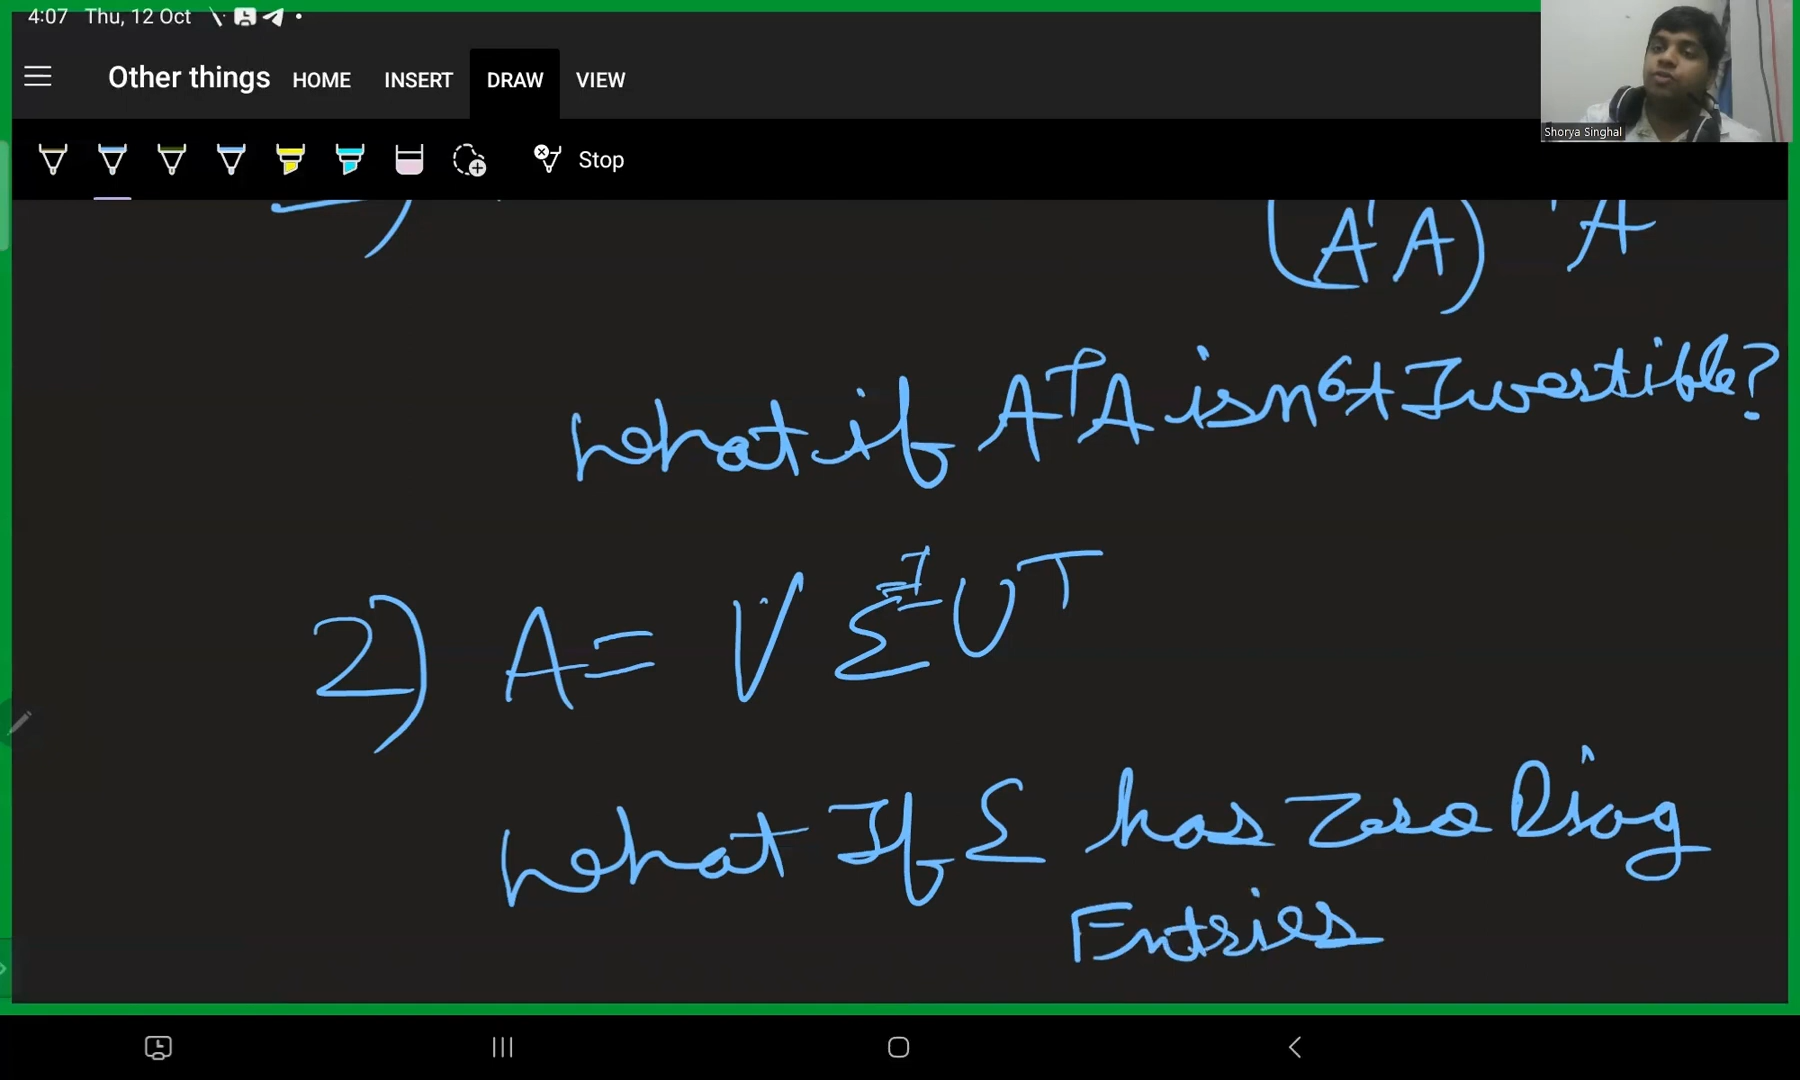 4:07 Thu, 12 Oct
Other things HOME INSERT DRAW VIEW
Shorya Singhal
Stop
(AᵀA) A
What if AᵀA isn't Invertible?
2) A = V Σ⁻¹ Uᵀ
What If Σ has Zero Diag
Entries